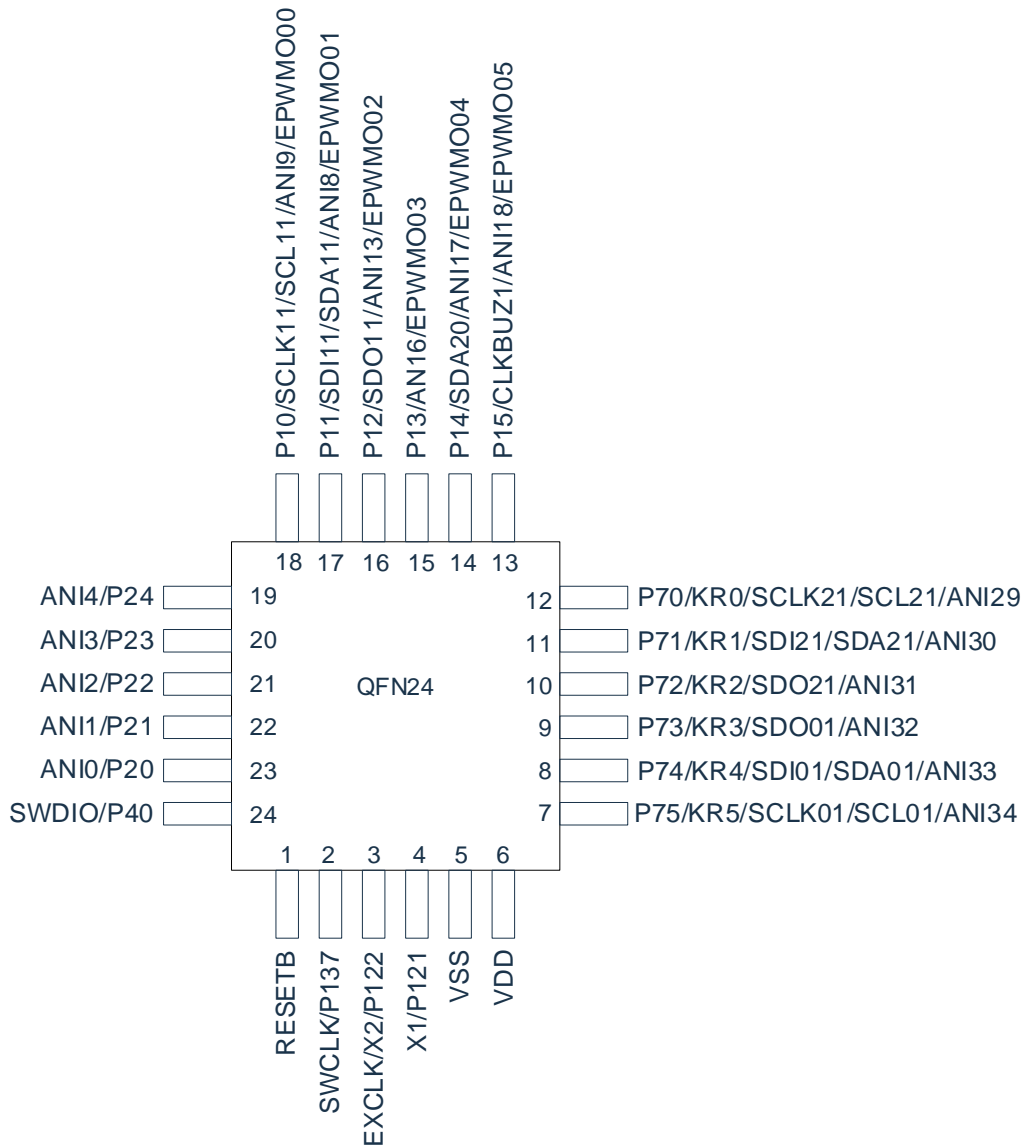 P10/SCLK11/SCL11/ANI9/EPWMO00
P11/SDI11/SDA11/ANI8/EPWMO01
P12/SDO11/ANI13/EPWMO02
P13/AN16/EPWMO03
P14/SDA20/ANI17/EPWMO04
P15/CLKBUZ1/ANI18/EPWMO05
18 17 16 15 14 13
ANI4/P24 19
ANI3/P23 20
ANI2/P22 21
ANI1/P21 22
ANI0/P20 23
SWDIO/P40 24
QFN24
12 P70/KR0/SCLK21/SCL21/ANI29
11 P71/KR1/SDI21/SDA21/ANI30
10 P72/KR2/SDO21/ANI31
9 P73/KR3/SDO01/ANI32
8 P74/KR4/SDI01/SDA01/ANI33
7 P75/KR5/SCLK01/SCL01/ANI34
1 2 3 4 5 6
RESETB
SWCLK/P137
EXCLK/X2/P122
X1/P121
VSS
VDD